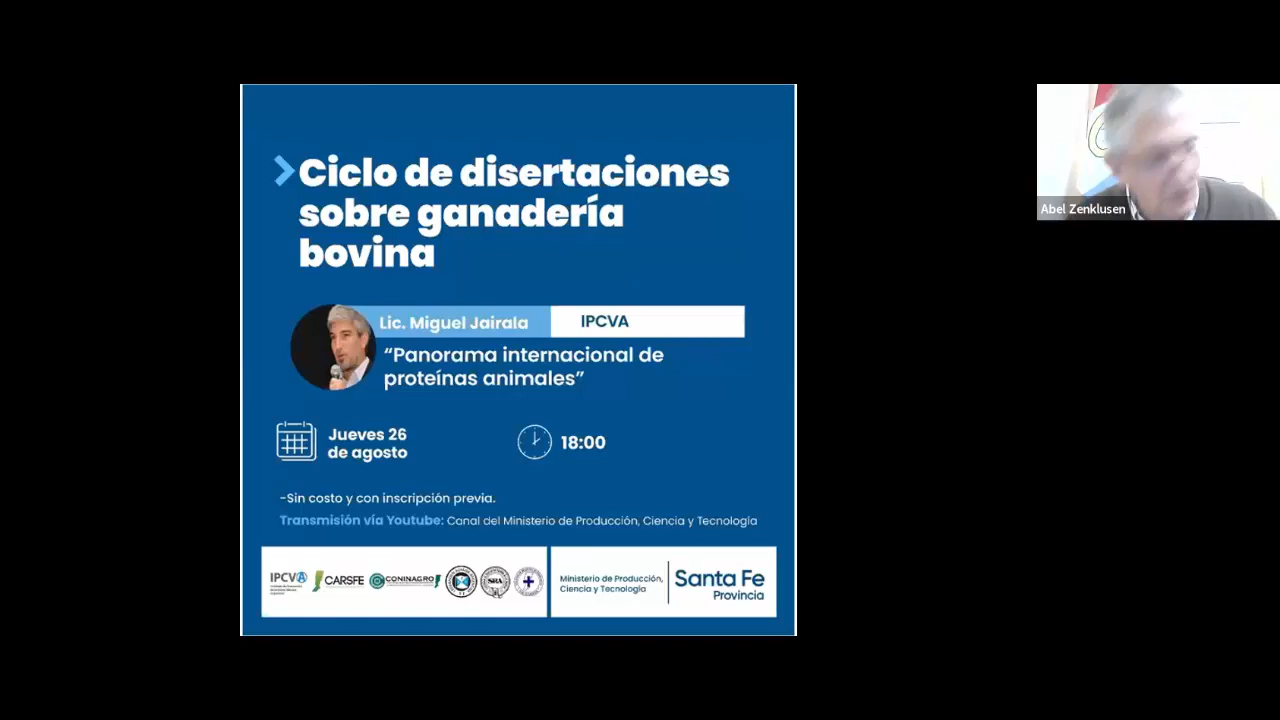 Ciclo de disertaciones
sobre ganadería
bovina
Lic. Miguel Jairala
IPCVA
“Panorama internacional de
proteínas animales”
Jueves 26
de agosto
18:00
-Sin costo y con inscripción previa.
Transmisión vía Youtube: Canal del Ministerio de Producción, Ciencia y Tecnología
IPCVA
CARSFE
CONINAGRO
SRA
Ministerio de Producción,
Ciencia y Tecnología
Santa Fe
Provincia
Abel Zenklusen